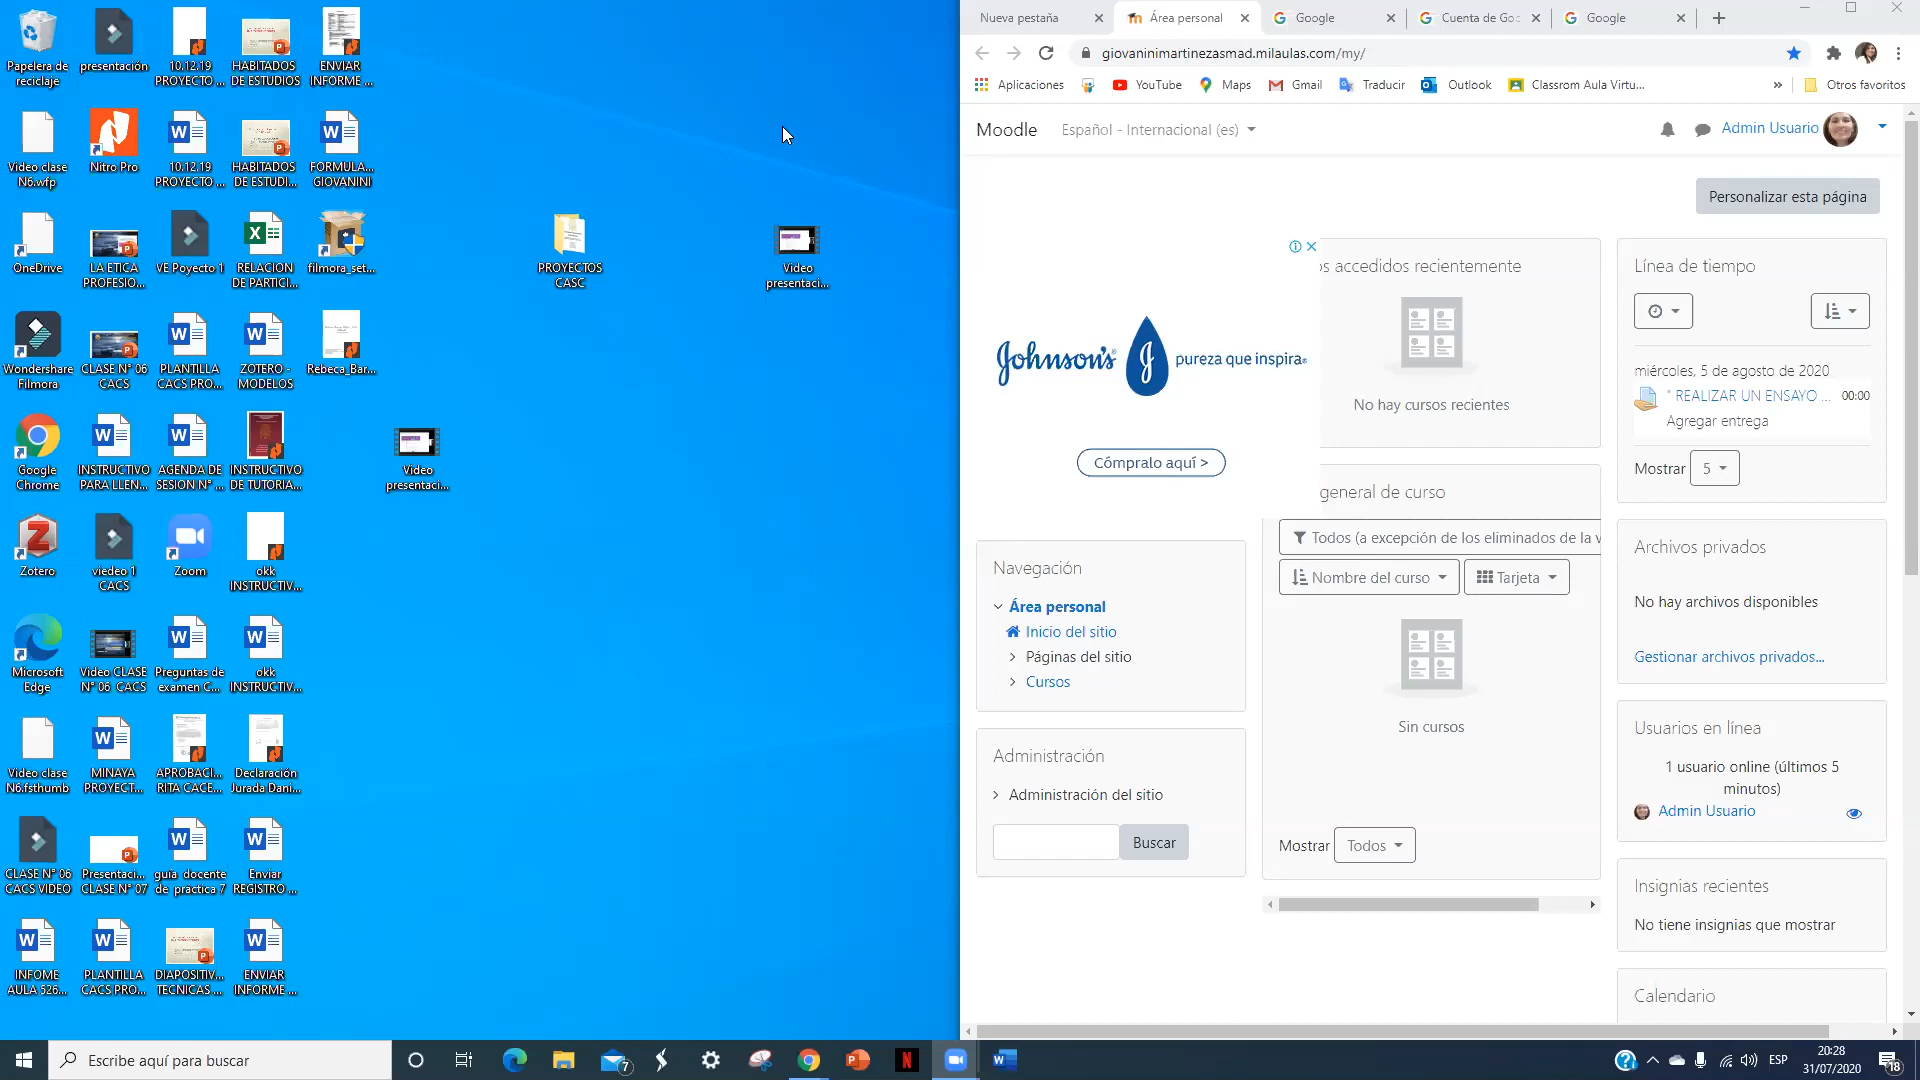 Papelera de
reciclaje
presentación
10.12.19
PROYECTO ...
HABITADOS
DE ESTUDIOS
ENVIAR
INFORME ...
Video clase
N6.wfp
Nitro Pro
10.12.19
PROYECTO ...
HABITADOS
DE ESTUDI...
FORMULA...
GIOVANINI
OneDrive
LA ETICA
PROFESIO...
VE Poyecto 1
RELACION
DE PARTICI...
filmora_set...
PROYECTOS
CASC
Video
presentaci...
Wondershare
Filmora
CLASE N° 06
CACS
PLANTILLA
CACS PRO...
ZOTERO -
MODELOS
Rebeca_Bar...
Google
Chrome
INSTRUCTIVO
PARA LLEN...
AGENDA DE
SESION N° ...
INSTRUCTIVO
DE TUTORIA...
Video
presentaci...
Zotero
viedeo 1
CACS
Zoom
okk
INSTRUCTIV...
Microsoft
Edge
Video CLASE
N° 06 CACS
Preguntas de
examen C...
okk
INSTRUCTIV...
Video clase
N6.fsthumb
MINAYA
PROYECT...
APROBACI...
RITA CACE...
Declaración
Jurada Dani...
CLASE N° 06
CACS VIDEO
Presentaci...
CLASE N° 07
guia docente
de practica 7
Enviar
REGISTRO ...
INFOME
AULA 526...
PLANTILLA
CACS PRO...
DIAPOSITIV...
TECNICAS ...
ENVIAR
INFORME ...
Nueva pestaña
Área personal
Google
Cuenta de Goo
Google
giovaninimartinezasmad.milaulas.com/my/
Aplicaciones
YouTube
Maps
Gmail
Traducir
Outlook
Classrom Aula Virtu...
»
Otros favoritos
Moodle
Español - Internacional (es)
Admin Usuario
Personalizar esta página
os accedidos recientemente
No hay cursos recientes
Johnson's® pureza que inspira®
Cómpralo aquí >
general de curso
Todos (a excepción de los eliminados de la v
Nombre del curso
Tarjeta
Sin cursos
Mostrar Todos
Navegación
Área personal
Inicio del sitio
Páginas del sitio
Cursos
Administración
Administración del sitio
Buscar
Línea de tiempo
miércoles, 5 de agosto de 2020
" REALIZAR UN ENSAYO ... 00:00
Agregar entrega
Mostrar 5
Archivos privados
No hay archivos disponibles
Gestionar archivos privados...
Usuarios en línea
1 usuario online (últimos 5
minutos)
Admin Usuario
Insignias recientes
No tiene insignias que mostrar
Calendario
Escribe aquí para buscar
7
ESP
20:28
31/07/2020
18